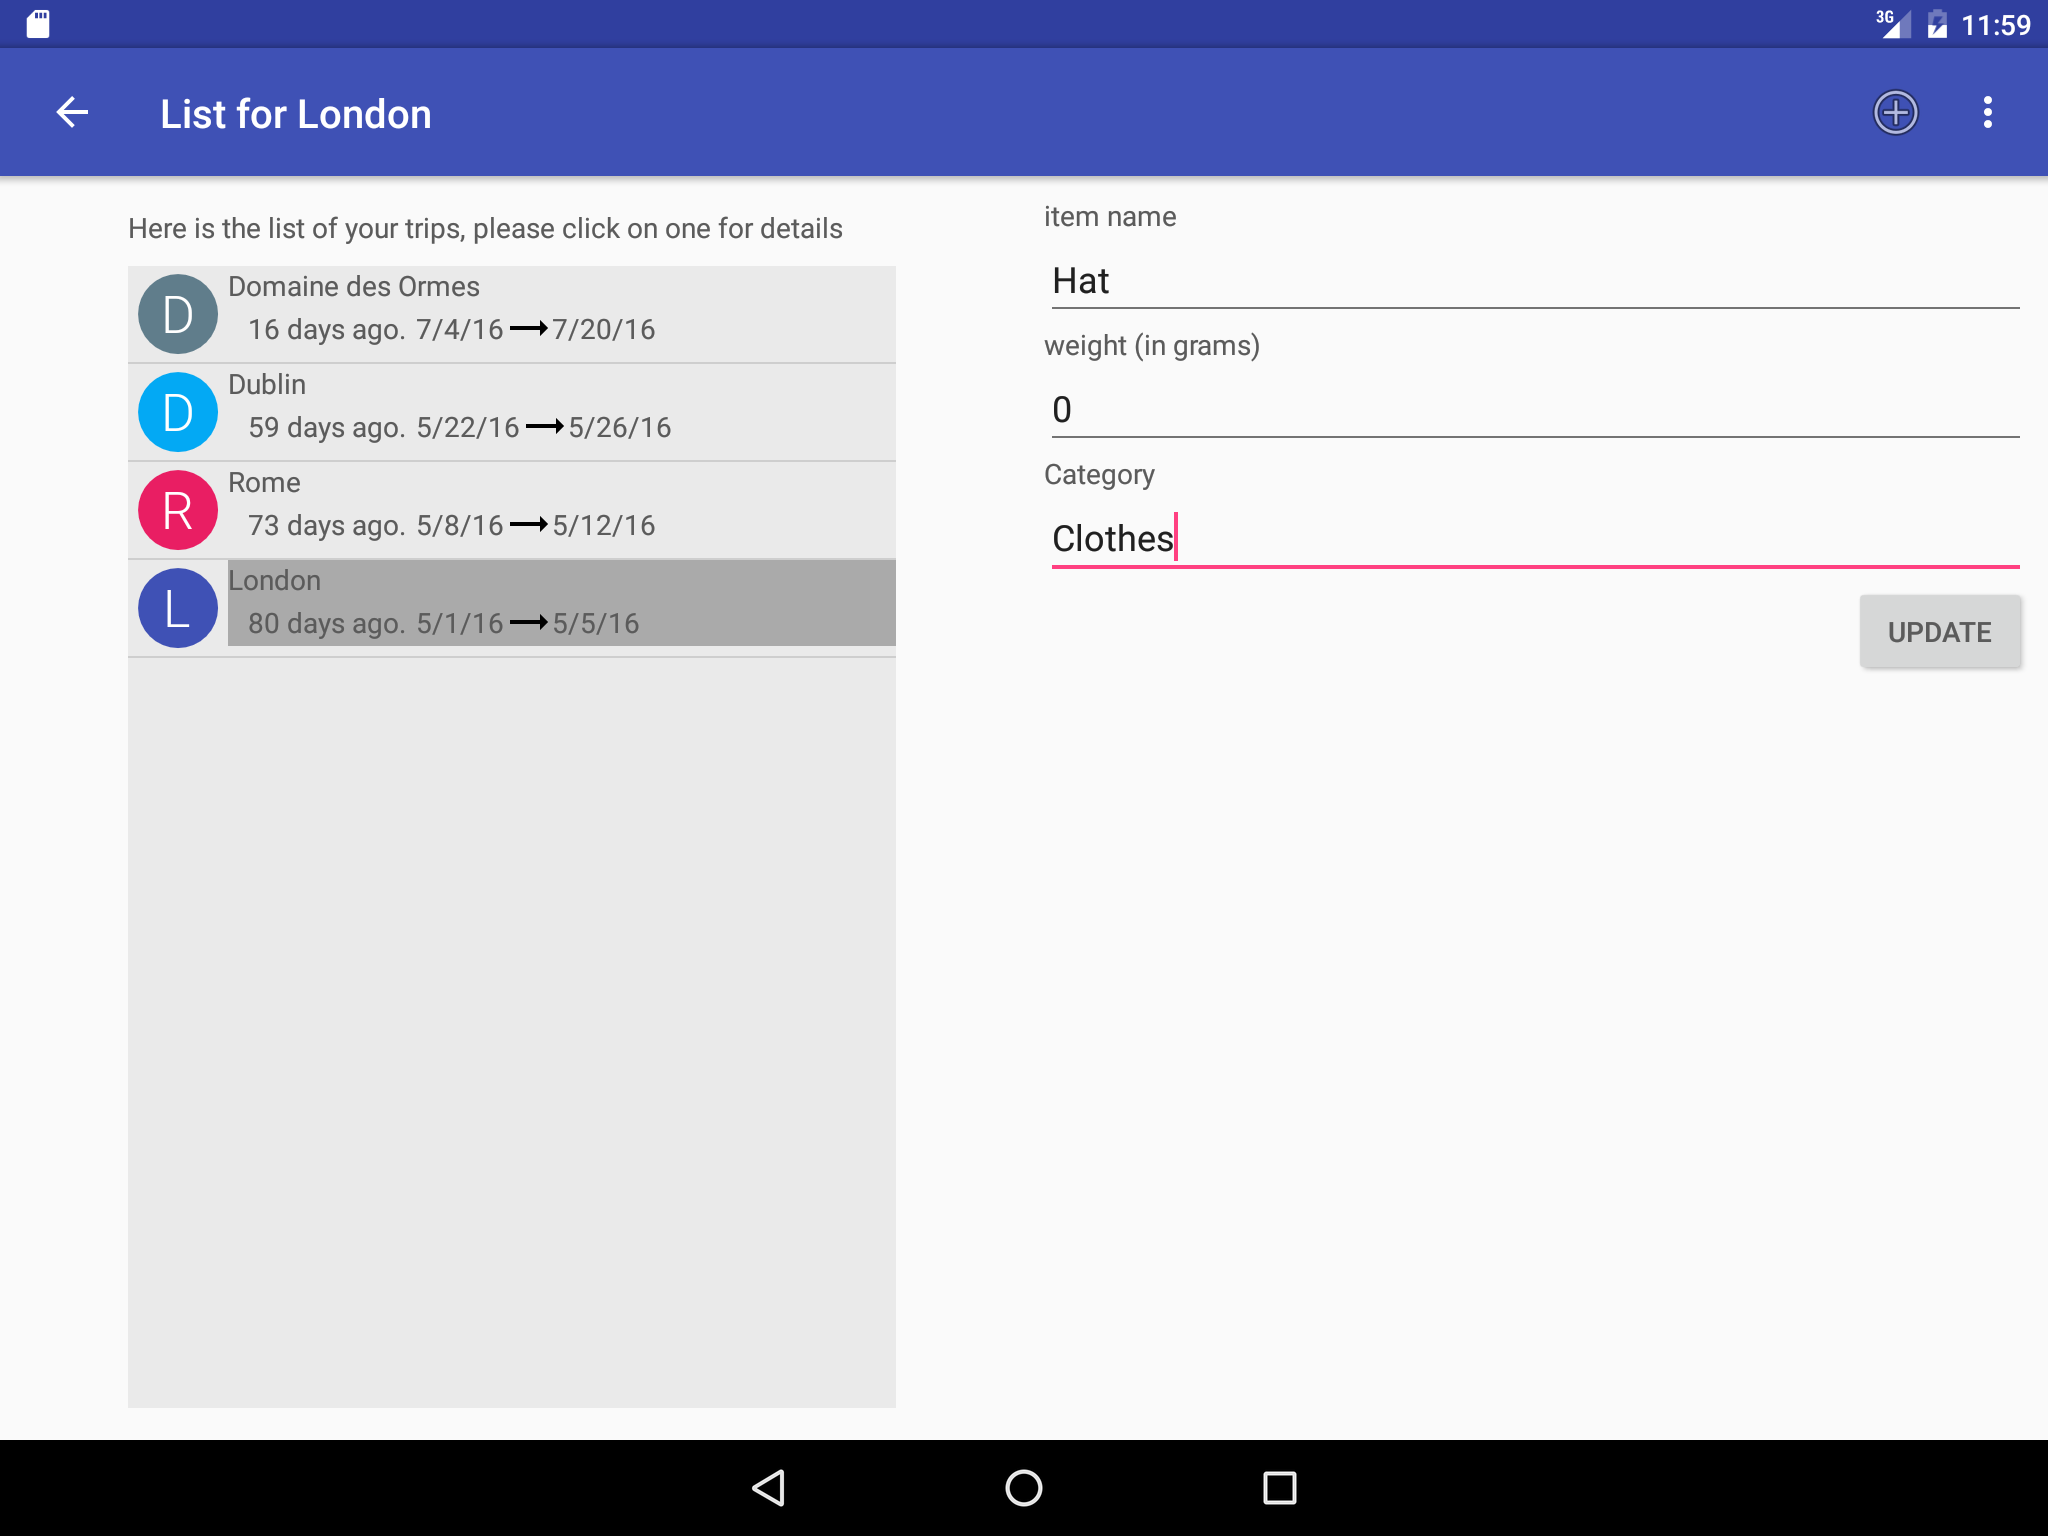 3G 11:59
List for London
Here is the list of your trips, please click on one for details
D Domaine des Ormes
16 days ago. 7/4/16 7/20/16
D Dublin
59 days ago. 5/22/16 5/26/16
R Rome
73 days ago. 5/8/16 5/12/16
L London
80 days ago. 5/1/16 5/5/16
item name
Hat
weight (in grams)
0
Category
Clothes
UPDATE